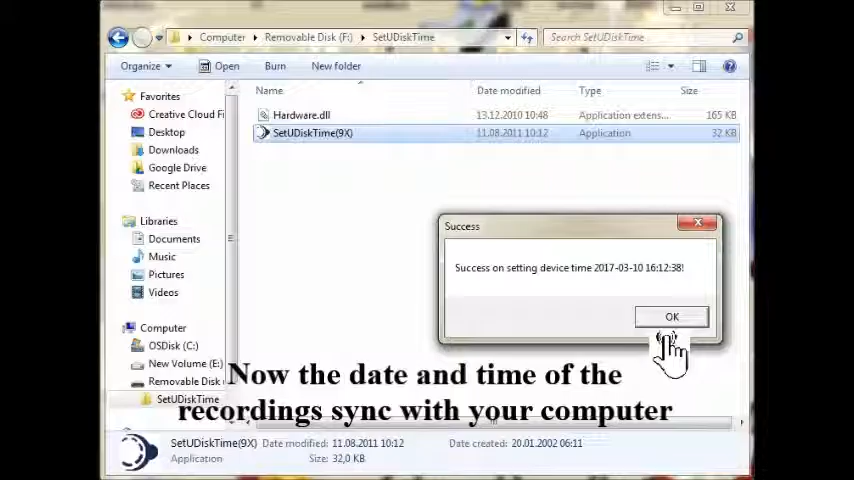 Computer
Removable Disk (F:)
SetUDiskTime
Search SetUDiskTime
Organize
Open
Burn
New folder
Name
Date modified
Type
Size
Hardware.dll
13.12.2010 10:48
Application extens...
165 KB
SetUDiskTime(9X)
11.08.2011 10:12
Application
32 KB
Favorites
Creative Cloud Fi
Desktop
Downloads
Google Drive
Recent Places
Libraries
Documents
Music
Pictures
Videos
Computer
OSDisk (C:)
New Volume (E:)
Removable Disk
SetUDiskTime
Success
Success on setting device time 2017-03-10 16:12:38!
OK
Now the date and time of the
recordings sync with your computer
SetUDiskTime(9X) Date modified: 11.08.2011 10:12 Date created: 20.01.2002 06:11
Application Size: 32,0 KB